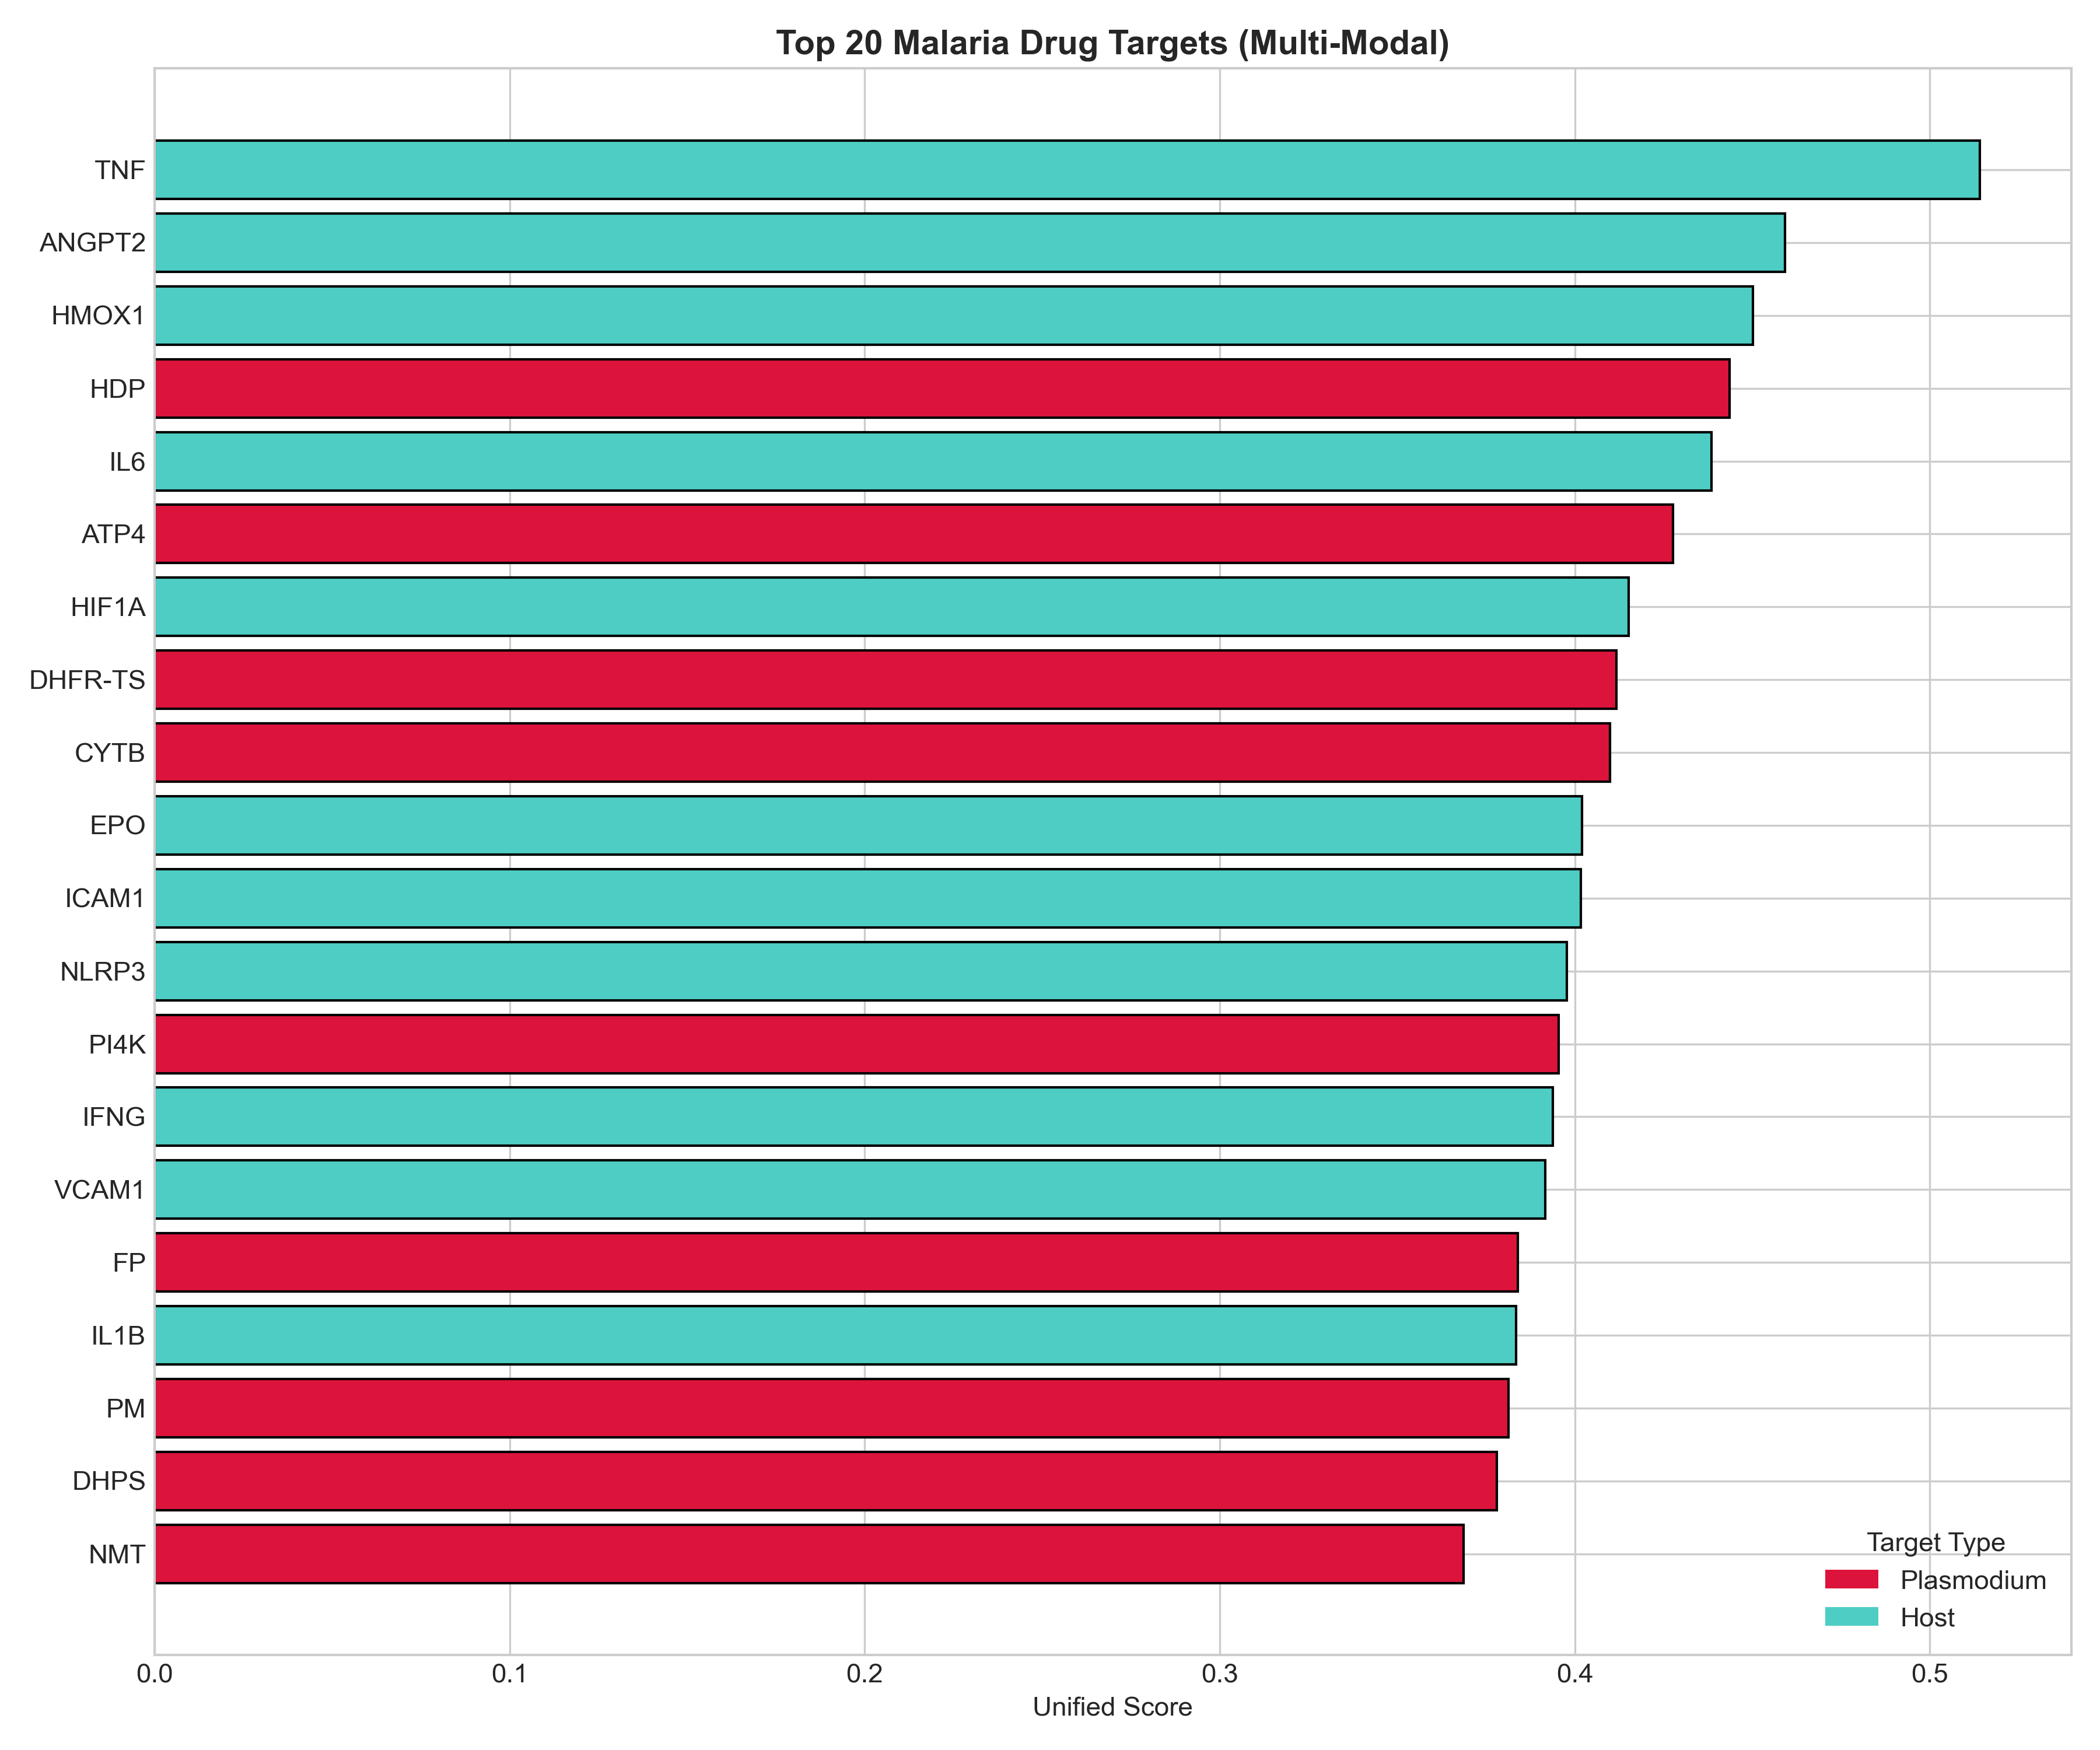 Top 20 Malaria Drug Targets (Multi-Modal)
TNF
ANGPT2
HMOX1
HDP
IL6
ATP4
HIF1A
DHFR-TS
CYTB
EPO
ICAM1
NLRP3
PI4K
IFNG
VCAM1
FP
IL1B
PM
DHPS
NMT
Target Type
Plasmodium
Host
0.0 0.1 0.2 0.3 0.4 0.5
Unified Score